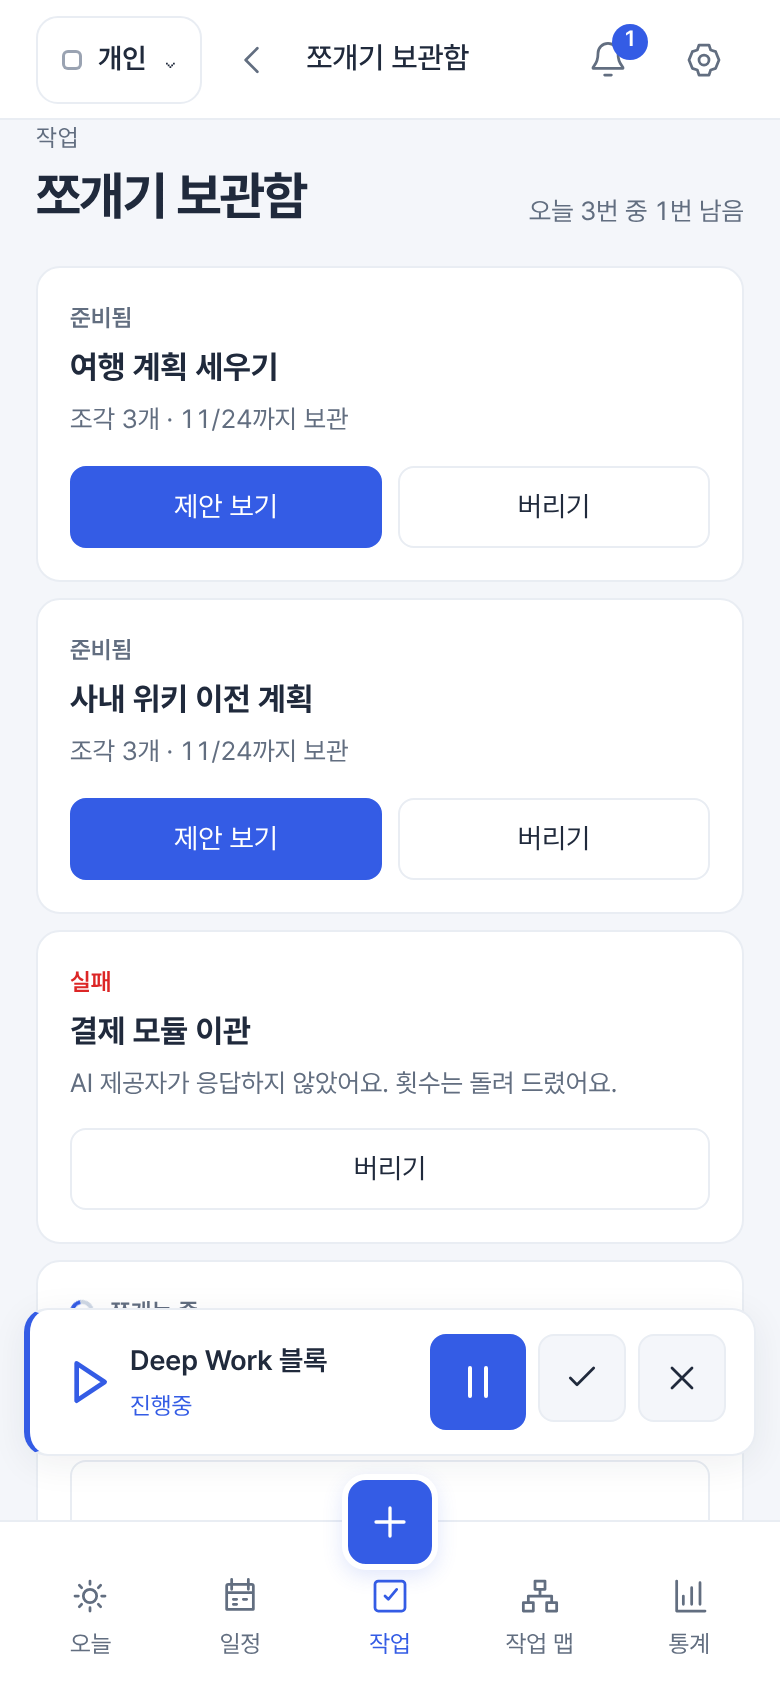 개인
쪼개기 보관함
1
작업
쪼개기 보관함
오늘 3번 중 1번 남음
준비됨
여행 계획 세우기
조각 3개 · 11/24까지 보관
제안 보기
버리기
준비됨
사내 위키 이전 계획
조각 3개 · 11/24까지 보관
제안 보기
버리기
실패
결제 모듈 이관
AI 제공자가 응답하지 않았어요. 횟수는 돌려 드렸어요.
버리기
Deep Work 블록
진행중
오늘
일정
작업
작업 맵
통계